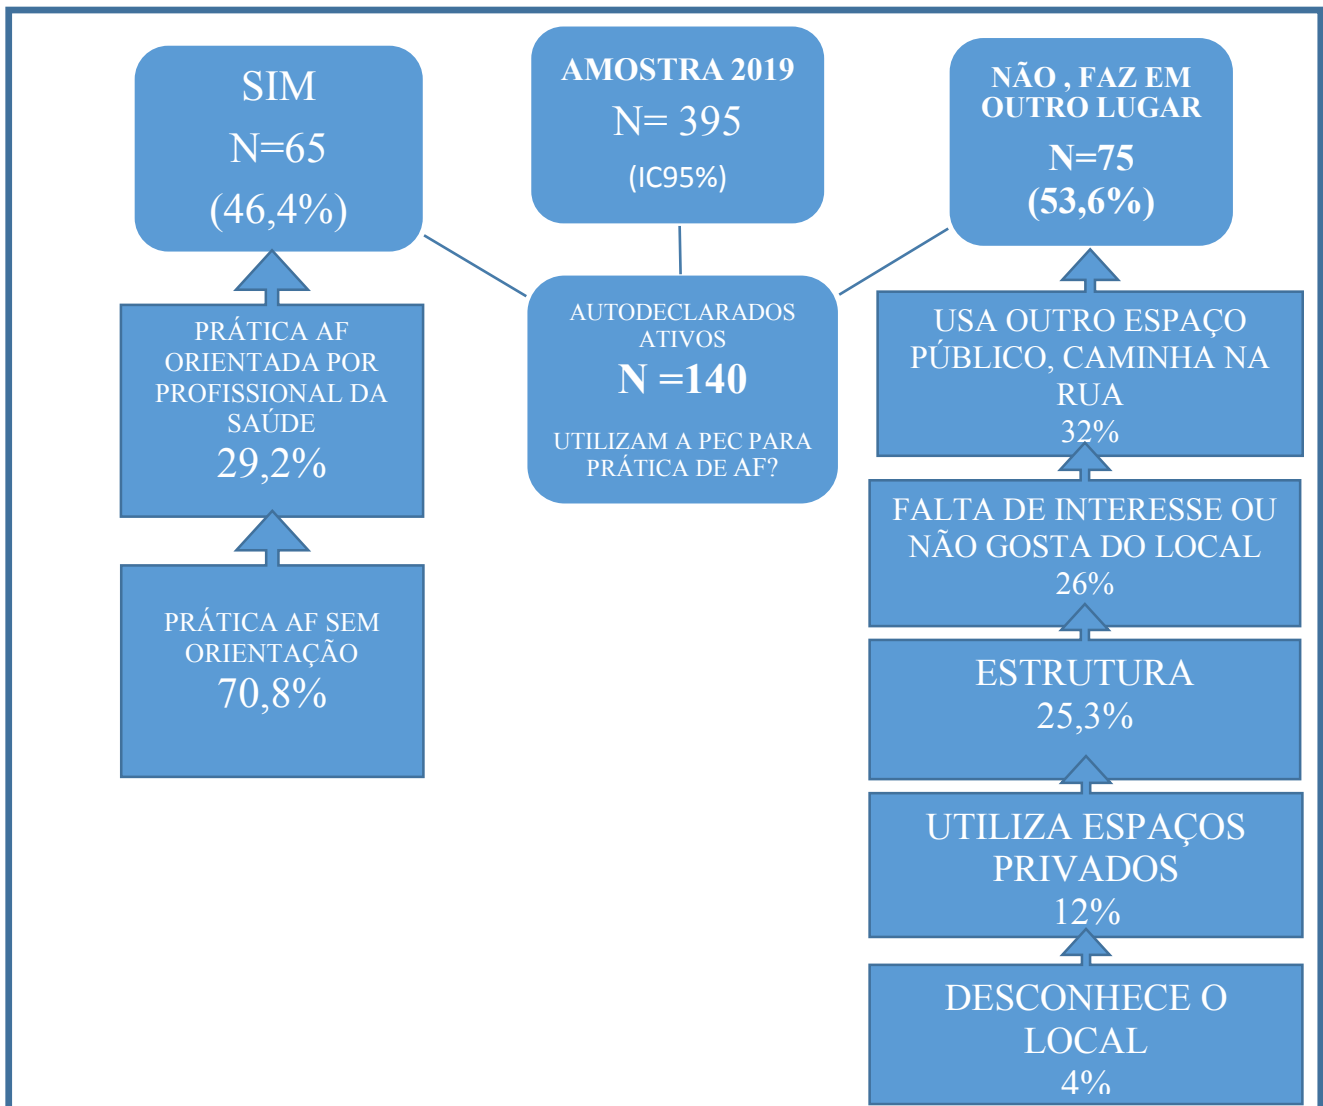 SIM
N=65
(46,4%)
AMOSTRA 2019
N= 395
(IC95%)
NÃO , FAZ EM
OUTRO LUGAR
N=75
(53,6%)
AUTODECLARADOS
ATIVOS
N =140
UTILIZAM A PEC PARA
PRÁTICA DE AF?
PRÁTICA AF
ORIENTADA POR
PROFISSIONAL DA
SAÚDE
29,2%
PRÁTICA AF SEM
ORIENTAÇÃO
70,8%
USA OUTRO ESPAÇO
PÚBLICO, CAMINHA NA
RUA
32%
FALTA DE INTERESSE OU
NÃO GOSTA DO LOCAL
26%
ESTRUTURA
25,3%
UTILIZA ESPAÇOS
PRIVADOS
12%
DESCONHECE O
LOCAL
4%